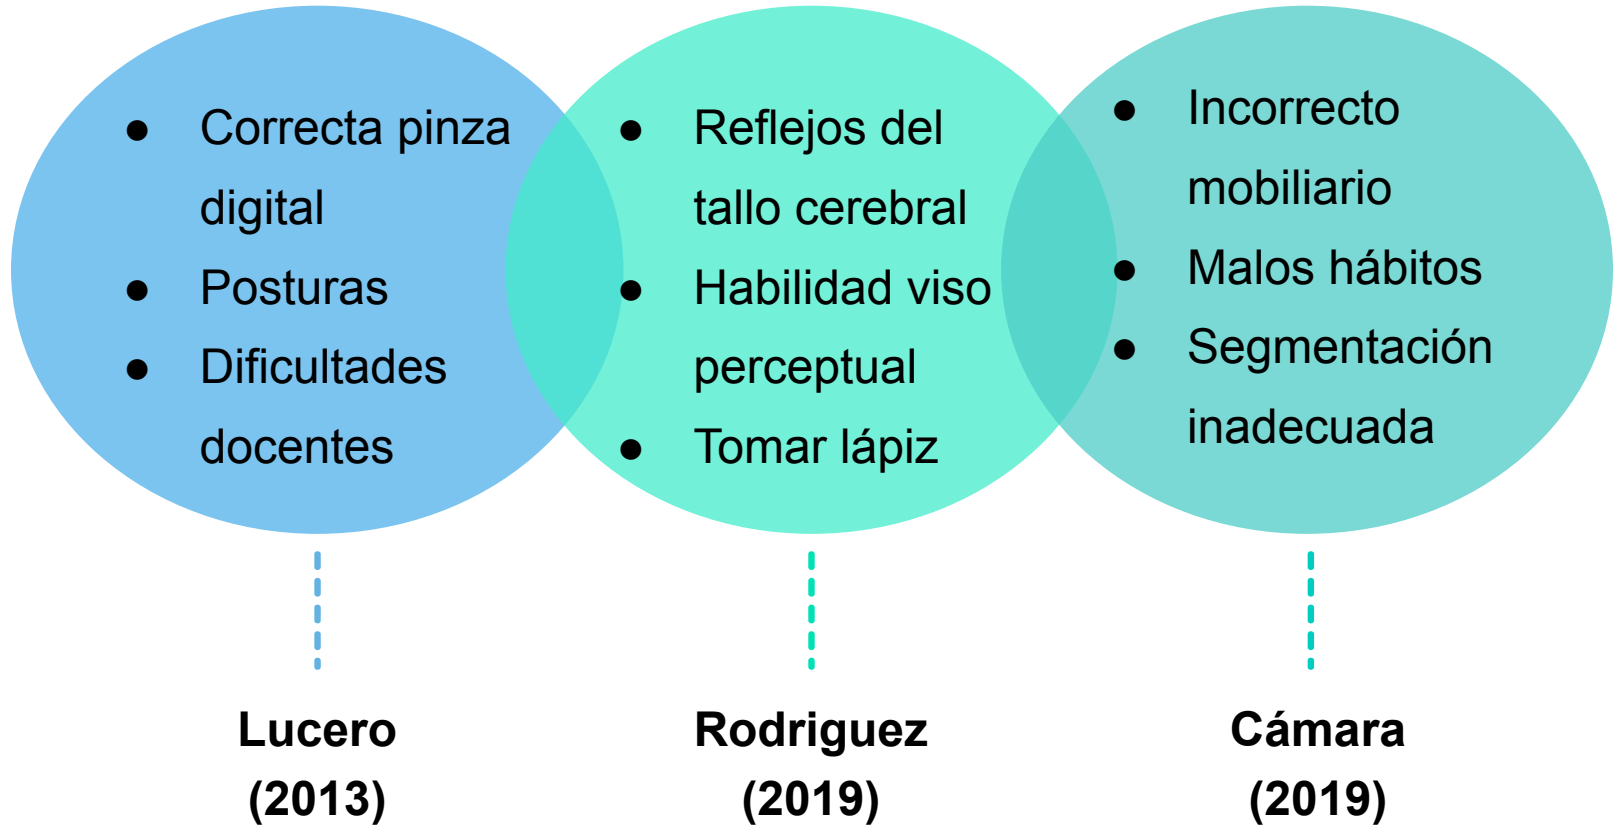 ● Correcta pinza
digital
● Posturas
● Dificultades
docentes
● Reflejos del
tallo cerebral
● Habilidad viso
perceptual
● Tomar lápiz
● Incorrecto
mobiliario
● Malos hábitos
● Segmentación
inadecuada
Lucero
(2013)
Rodriguez
(2019)
Cámara
(2019)